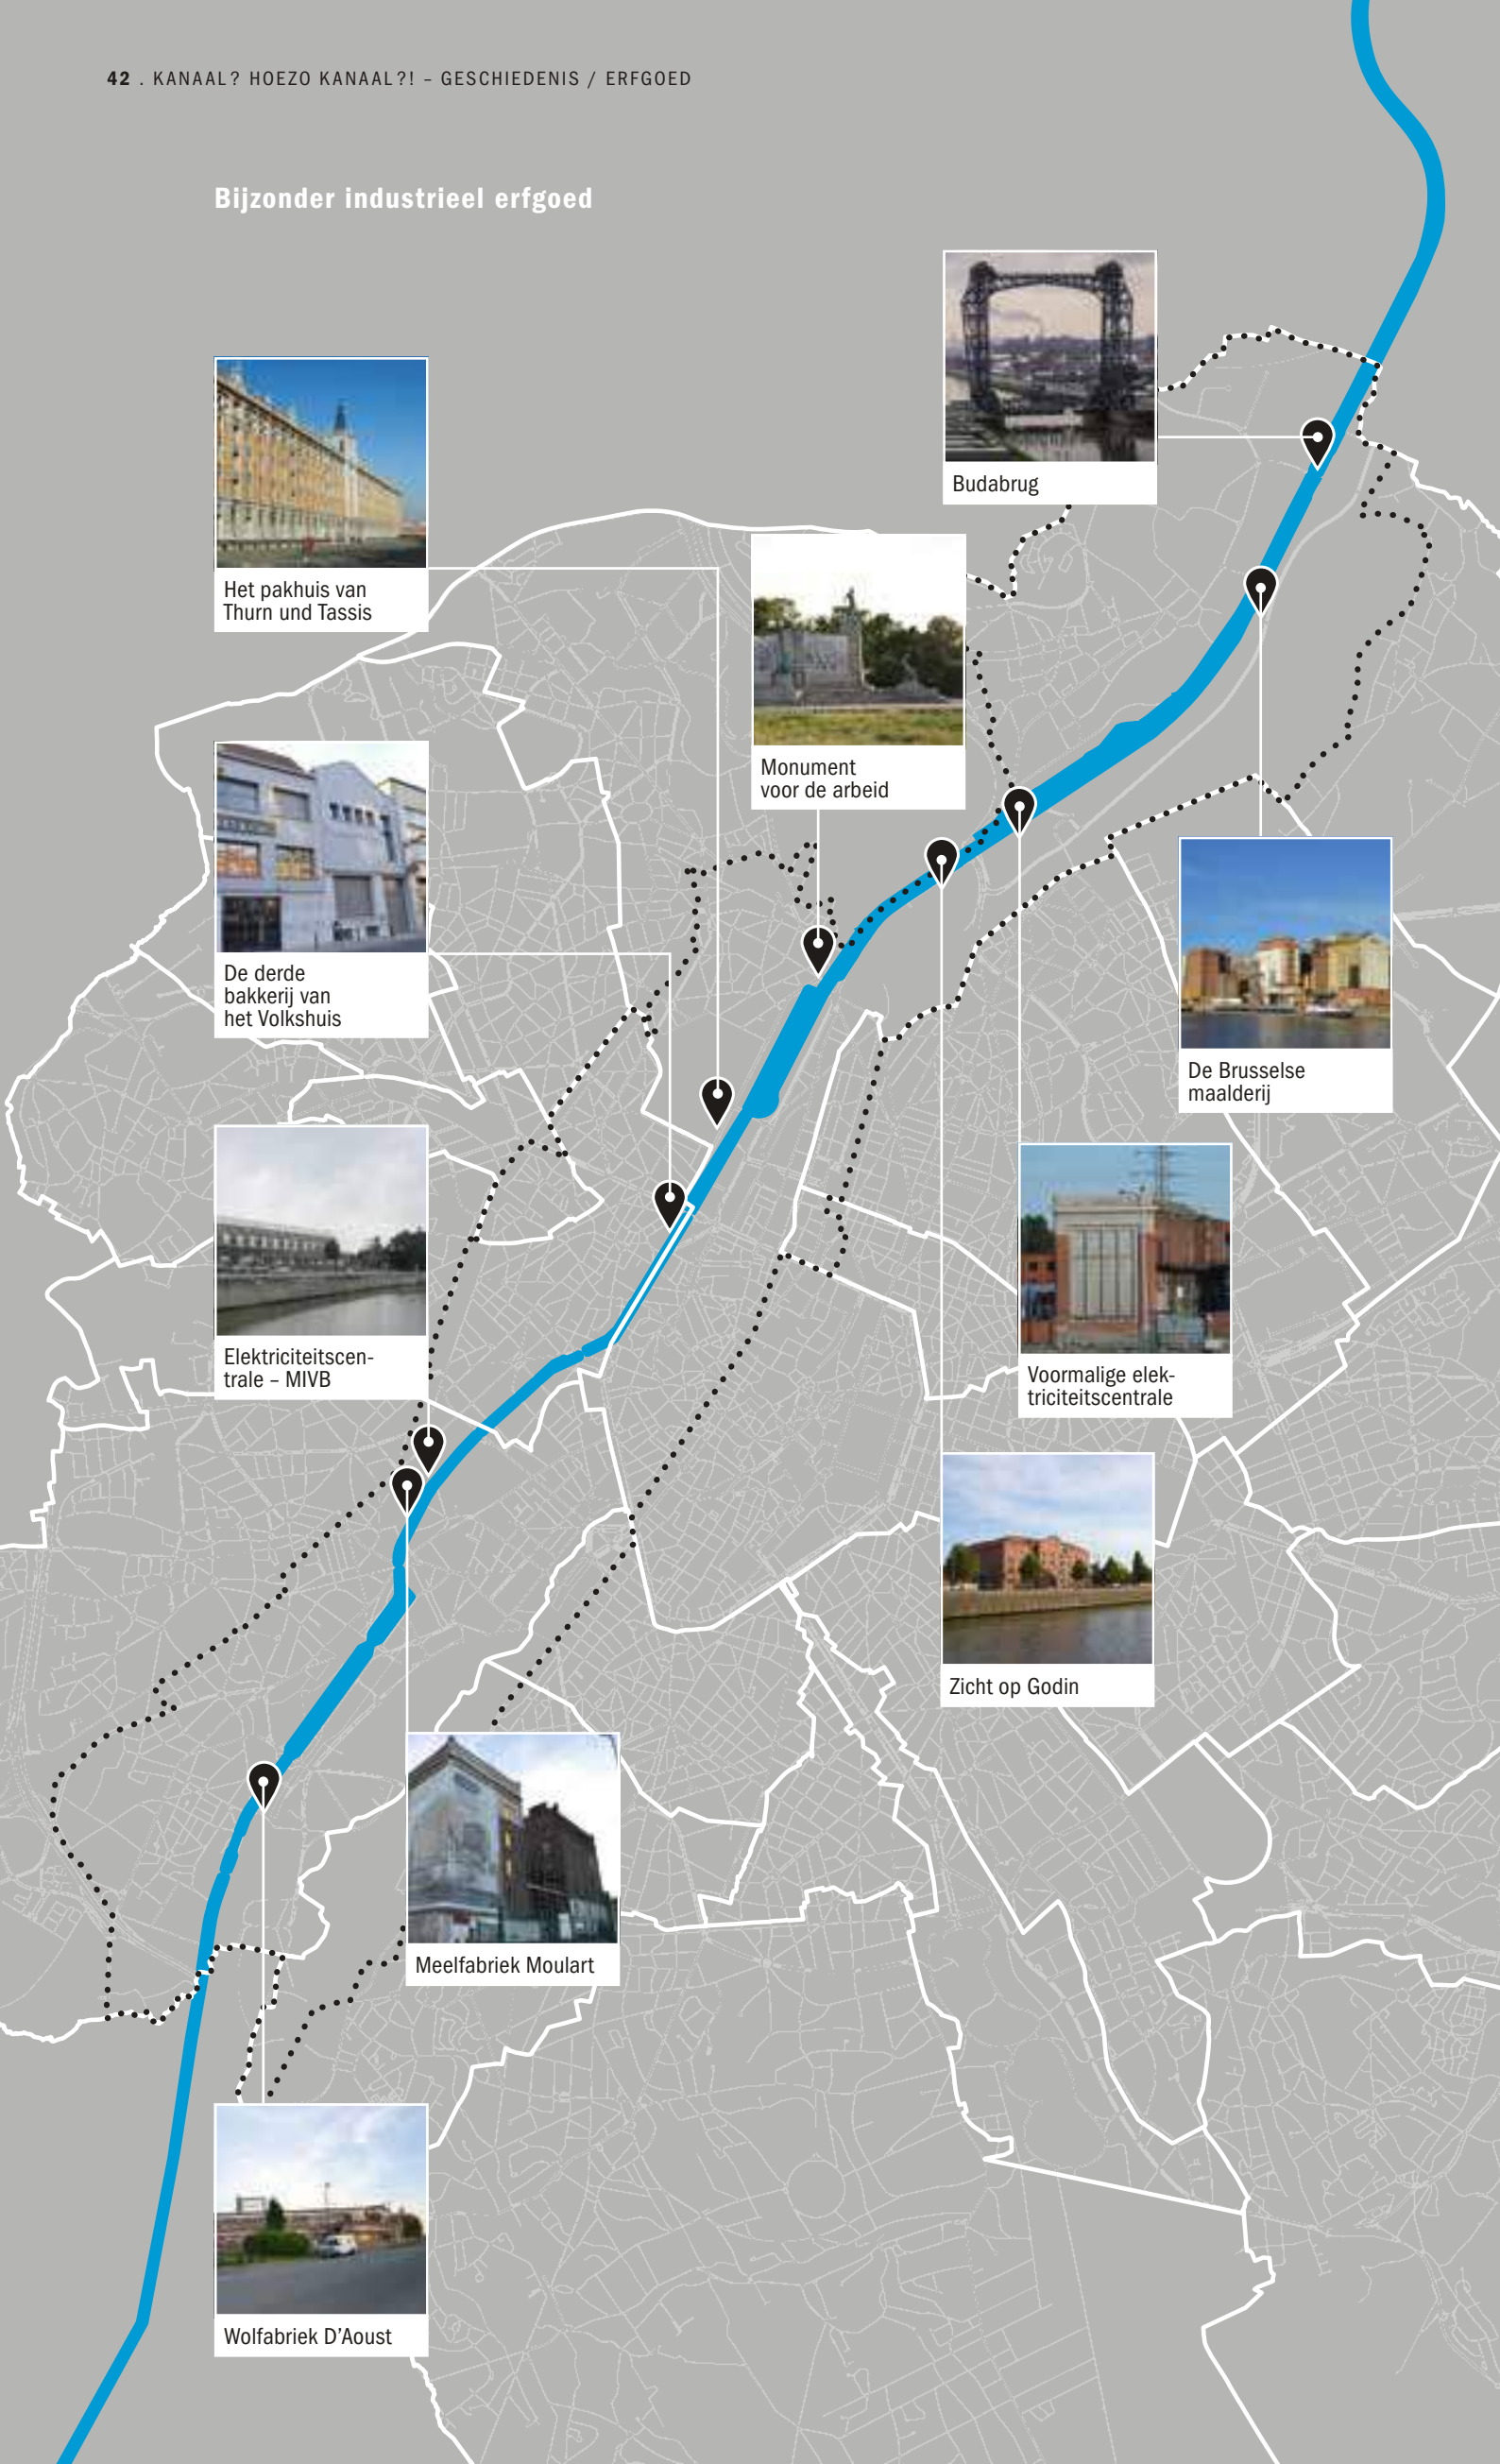 42 . KANAAL? HOEZO KANAAL?! – GESCHIEDENIS / ERFGOED
Bijzonder industrieel erfgoed
Budabrug
Het pakhuis van
Thurn und Tassis
Monument
voor de arbeid
De derde
bakkerij van
het Volkshuis
De Brusselse
maalderij
Elektriciteitscen-
trale – MIVB
Voormalige elek-
triciteitscentrale
Zicht op Godin
Meelfabriek Moulart
Wolfabriek D'Aoust